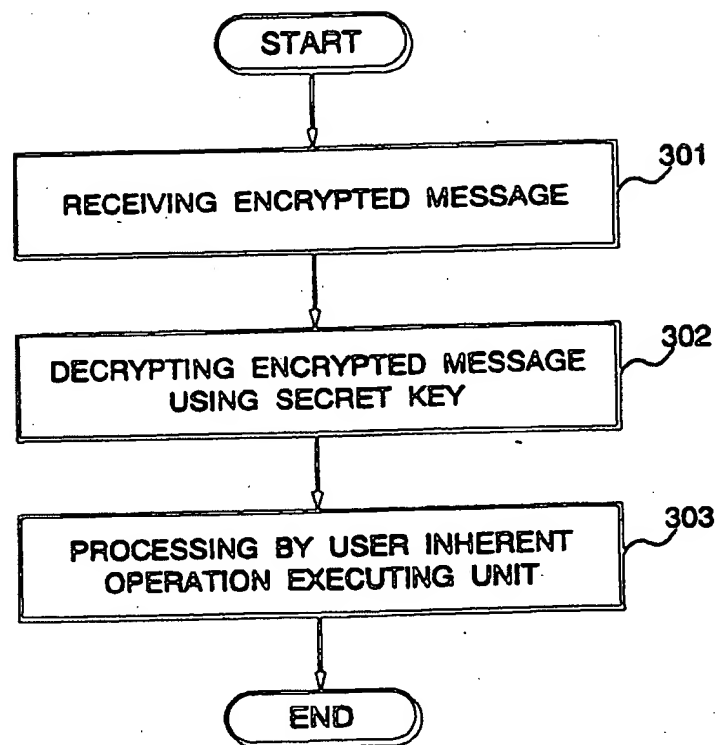 START
RECEIVING ENCRYPTED MESSAGE
301
DECRYPTING ENCRYPTED MESSAGE
USING SECRET KEY
302
PROCESSING BY USER INHERENT
OPERATION EXECUTING UNIT
303
END